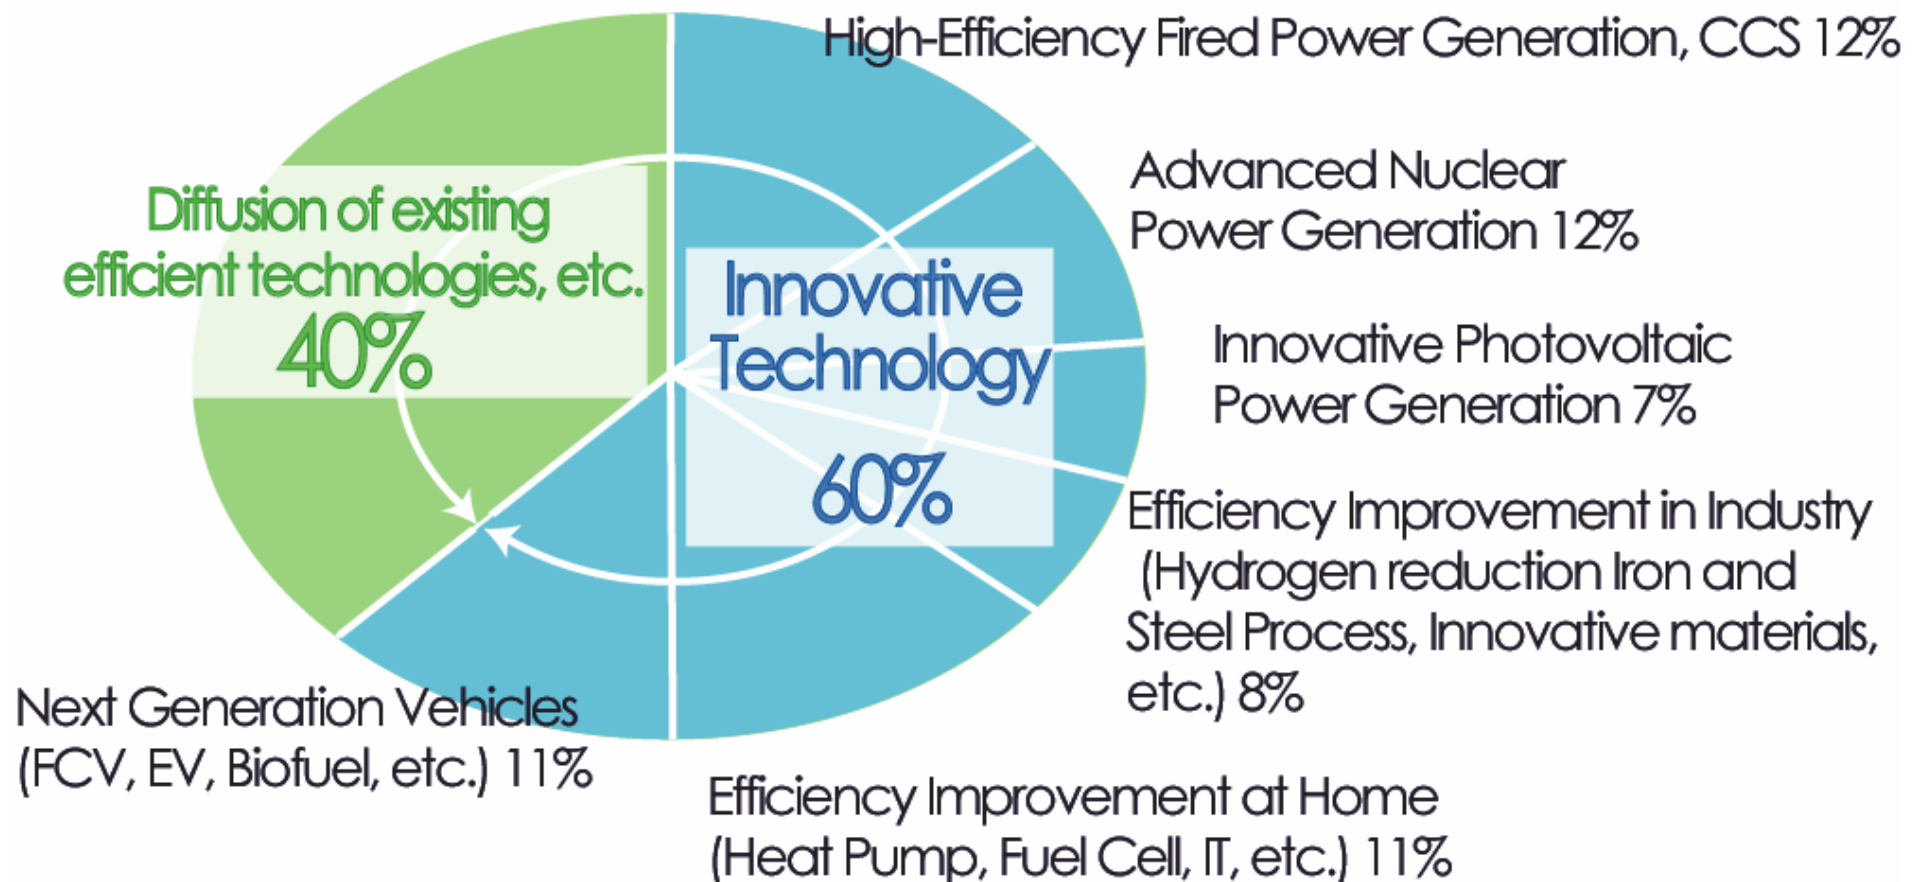 High-Efficiency Fired Power Generation, CCS 12%
Advanced Nuclear
Power Generation 12%
Diffusion of existing
efficient technologies, etc.
40%
Innovative
Technology
60%
Innovative Photovoltaic
Power Generation 7%
Efficiency Improvement in Industry
(Hydrogen reduction Iron and
Steel Process, Innovative materials,
etc.) 8%
Next Generation Vehicles
(FCV, EV, Biofuel, etc.) 11%
Efficiency Improvement at Home
(Heat Pump, Fuel Cell, IT, etc.) 11%